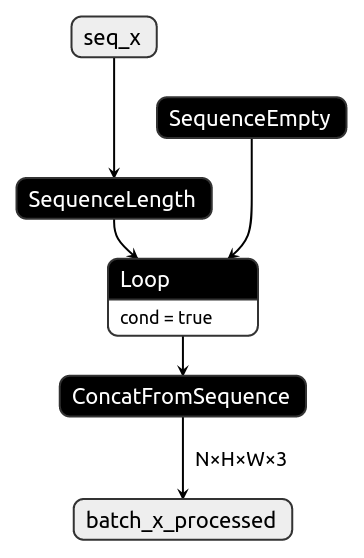 seq_x
SequenceEmpty
SequenceLength
Loop
cond = true
ConcatFromSequence
N×H×W×3
batch_x_processed